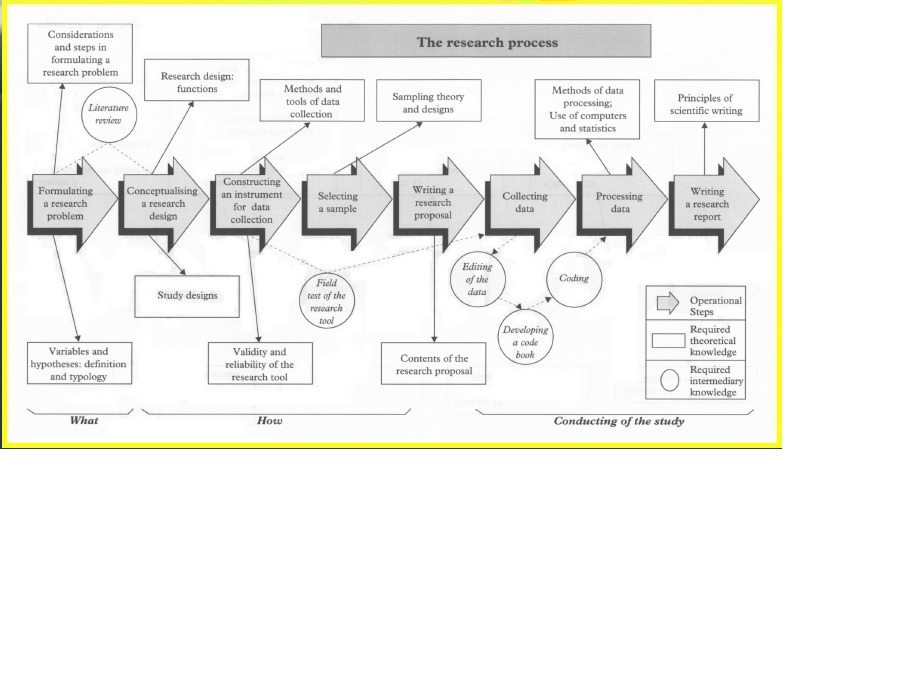 The research process
Considerations
and steps in
formulating a
research problem
Literature
review
Research design:
functions
Methods and
tools of data
collection
Sampling theory
and designs
Methods of data
processing;
Use of computers
and statistics
Principles of
scientific writing
Formulating
a research
problem
Conceptualising
a research
design
Constructing
an instrument
for data
collection
Selecting
a sample
Writing a
research
proposal
Collecting
data
Processing
data
Writing
a research
report
Study designs
Field
test of the
research
tool
Editing
of the
data
Coding
Developing
a code
book
Variables and
hypotheses: definition
and typology
Validity and
reliability of the
research tool
Contents of the
research proposal
Operational
Steps
Required
theoretical
knowledge
Required
intermediary
knowledge
What
How
Conducting of the study